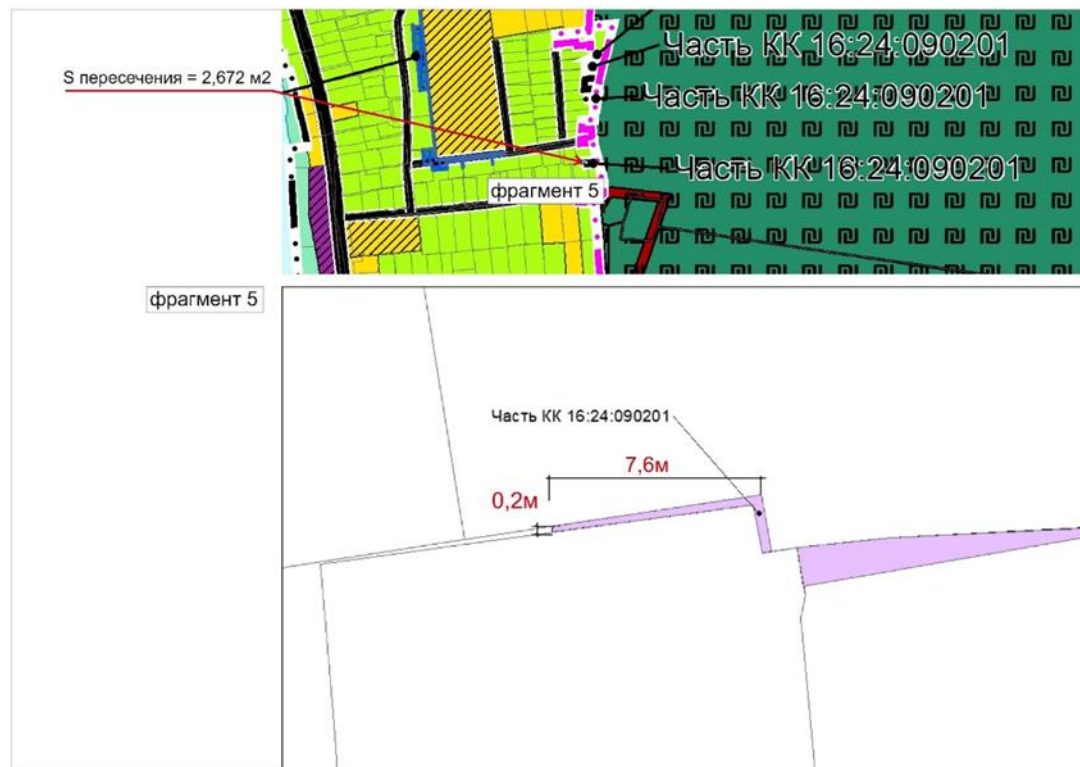 Часть КК 16:24:090201
S пересечения = 2,672 м2
Часть КК 16:24:090201
Часть КК 16:24:090201
фрагмент 5
фрагмент 5
Часть КК 16:24:090201
7,6м
0,2м